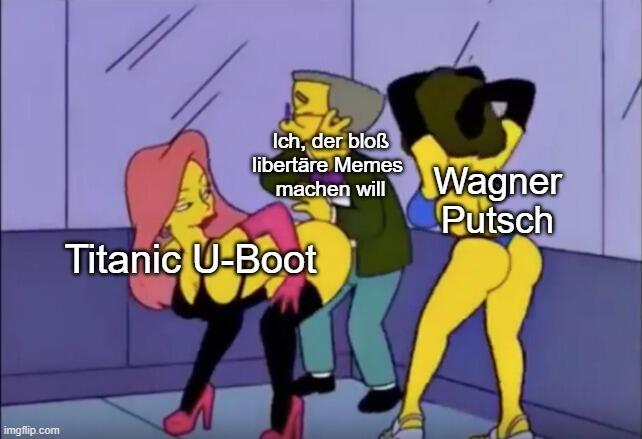 Ich, der bloß
libertäre Memes
machen will
Wagner
Putsch
Titanic U-Boot
imgflip.com